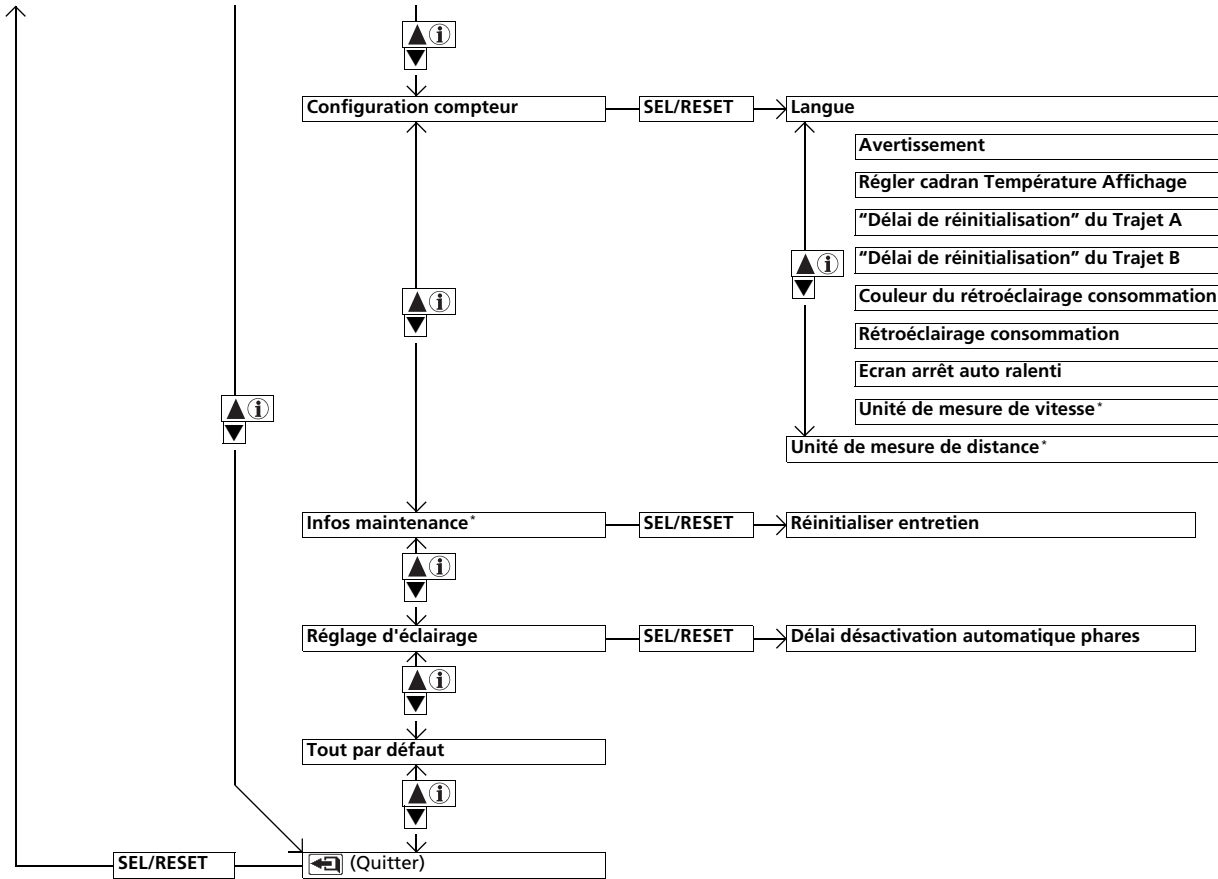 Configuration compteur
SEL/RESET
Langue
Avertissement
Régler cadran Température Affichage
“Délai de réinitialisation” du Trajet A
“Délai de réinitialisation” du Trajet B
Couleur du rétroéclairage consommation
Rétroéclairage consommation
Ecran arrêt auto ralenti
Unité de mesure de vitesse*
Unité de mesure de distance*
Infos maintenance*
SEL/RESET
Réinitialiser entretien
Réglage d'éclairage
SEL/RESET
Délai désactivation automatique phares
Tout par défaut
SEL/RESET
(Quitter)